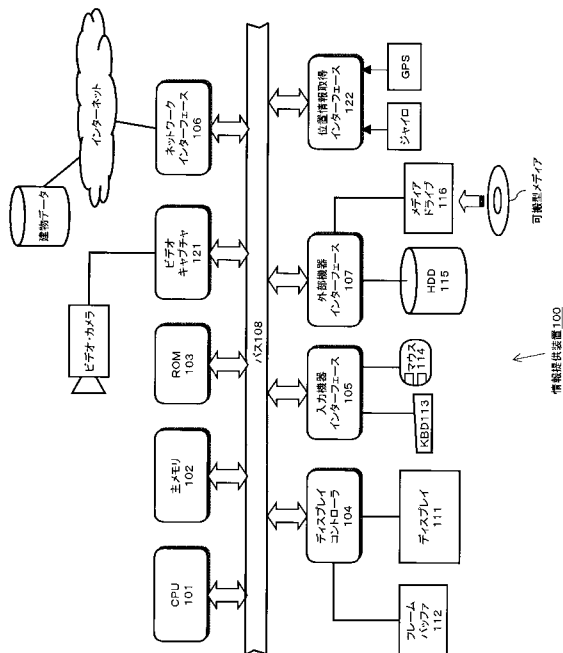 建物データ
インターネット
ビデオ・カメラ
CPU
101
主メモリ
102
ROM
103
ビデオ
キャプチャ
121
ネットワーク
インターフェース
106
バス108
ディスプレイ
コントローラ
104
入力機器
インターフェース
105
外部機器
インターフェース
107
位置情報取得
インターフェース
122
フレーム
バッファ
112
ディスプレイ
111
KBD113
マウス
114
HDD
115
メディア
ドライブ
116
ジャイロ
GPS
可搬型メディア
情報提供装置100